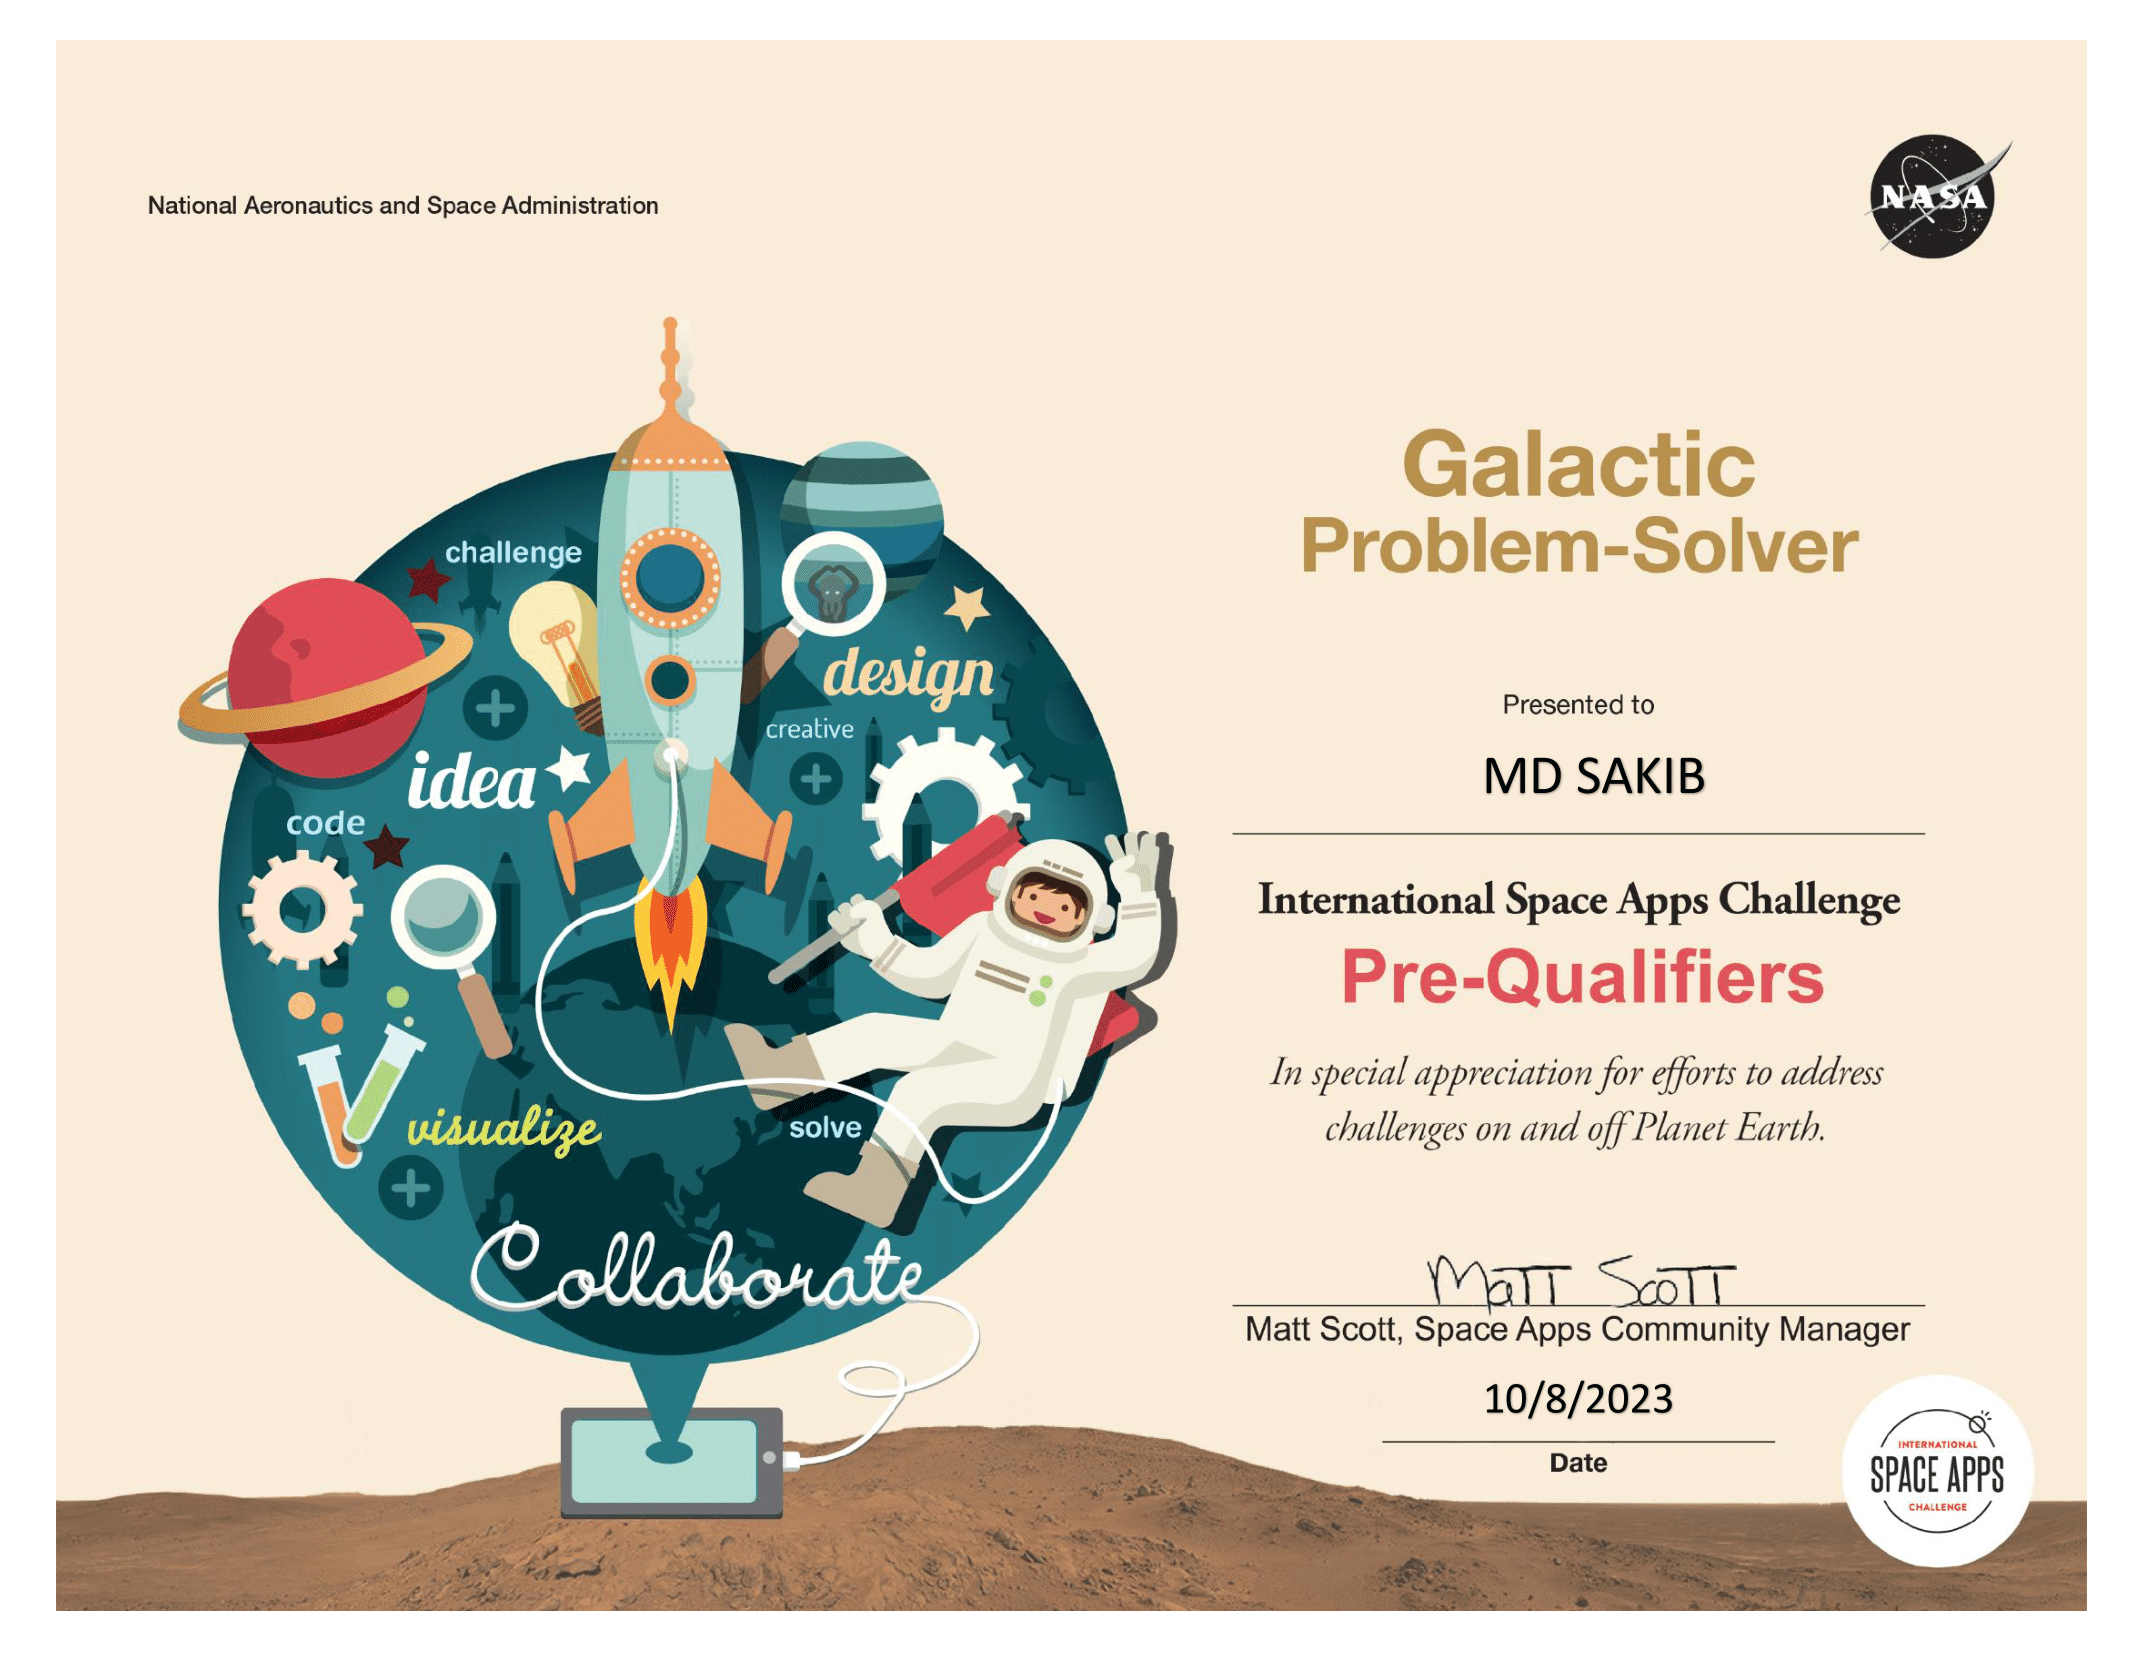 National Aeronautics and Space Administration
NASA
Galactic
Problem-Solver
Presented to
MD SAKIB
International Space Apps Challenge
Pre-Qualifiers
In special appreciation for efforts to address
challenges on and off Planet Earth.
Matt Scott
Matt Scott, Space Apps Community Manager
10/8/2023
Date
INTERNATIONAL
SPACE APPS
CHALLENGE
challenge
design
creative
idea
code
visualize
solve
Collaborate